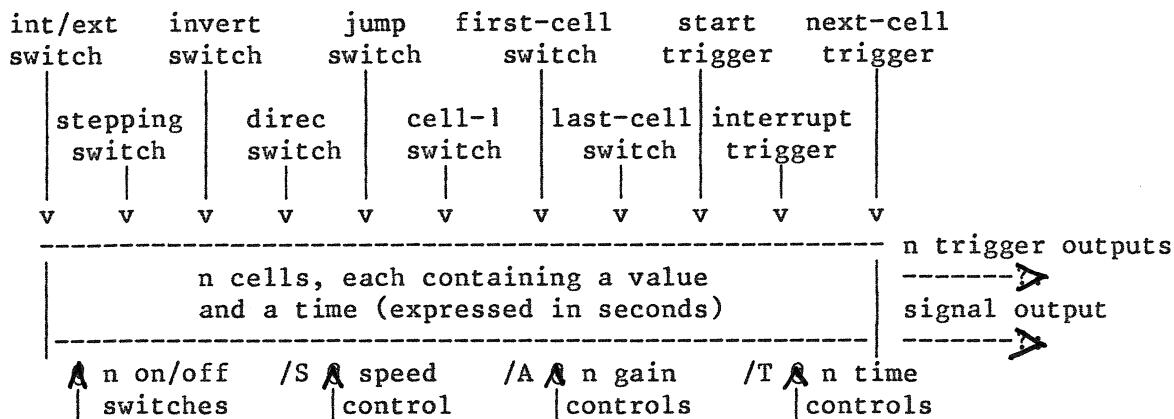 int/ext invert jump first-cell start next-cell
switch switch switch switch trigger trigger
stepping direc cell-1 last-cell interrupt
switch switch switch switch trigger
v v v v v v v v v v v
n trigger outputs
n cells, each containing a value
and a time (expressed in seconds)
signal output
n on/off /S speed /A n gain /T n time
switches control controls controls